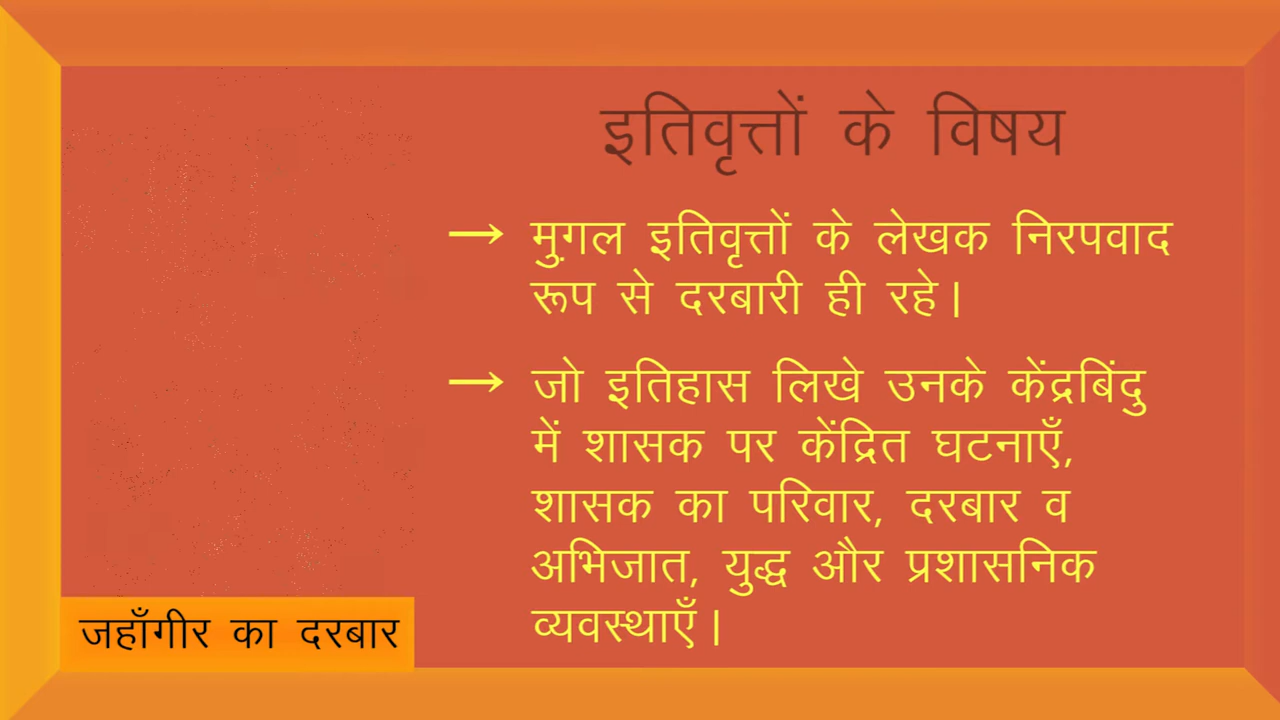 इतिवृत्तों के विषय
→ मुग़ल इतिवृत्तों के लेखक निरपवाद
रूप से दरबारी ही रहे।
→ जो इतिहास लिखे उनके केंद्रबिंदु
में शासक पर केंद्रित घटनाएँ,
शासक का परिवार, दरबार व
अभिजात, युद्ध और प्रशासनिक
व्यवस्थाएँ।
जहाँगीर का दरबार